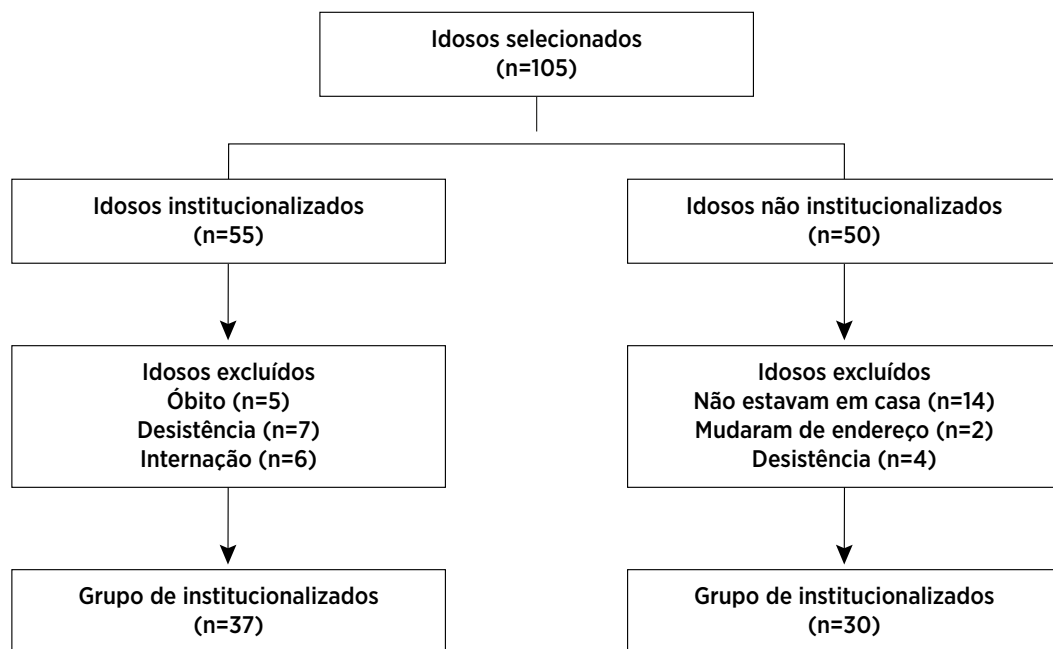 Idosos selecionados
(n=105)
Idosos institucionalizados
(n=55)
Idosos não institucionalizados
(n=50)
Idosos excluídos
Óbito (n=5)
Desistência (n=7)
Internação (n=6)
Idosos excluídos
Não estavam em casa (n=14)
Mudaram de endereço (n=2)
Desistência (n=4)
Grupo de institucionalizados
(n=37)
Grupo de institucionalizados
(n=30)